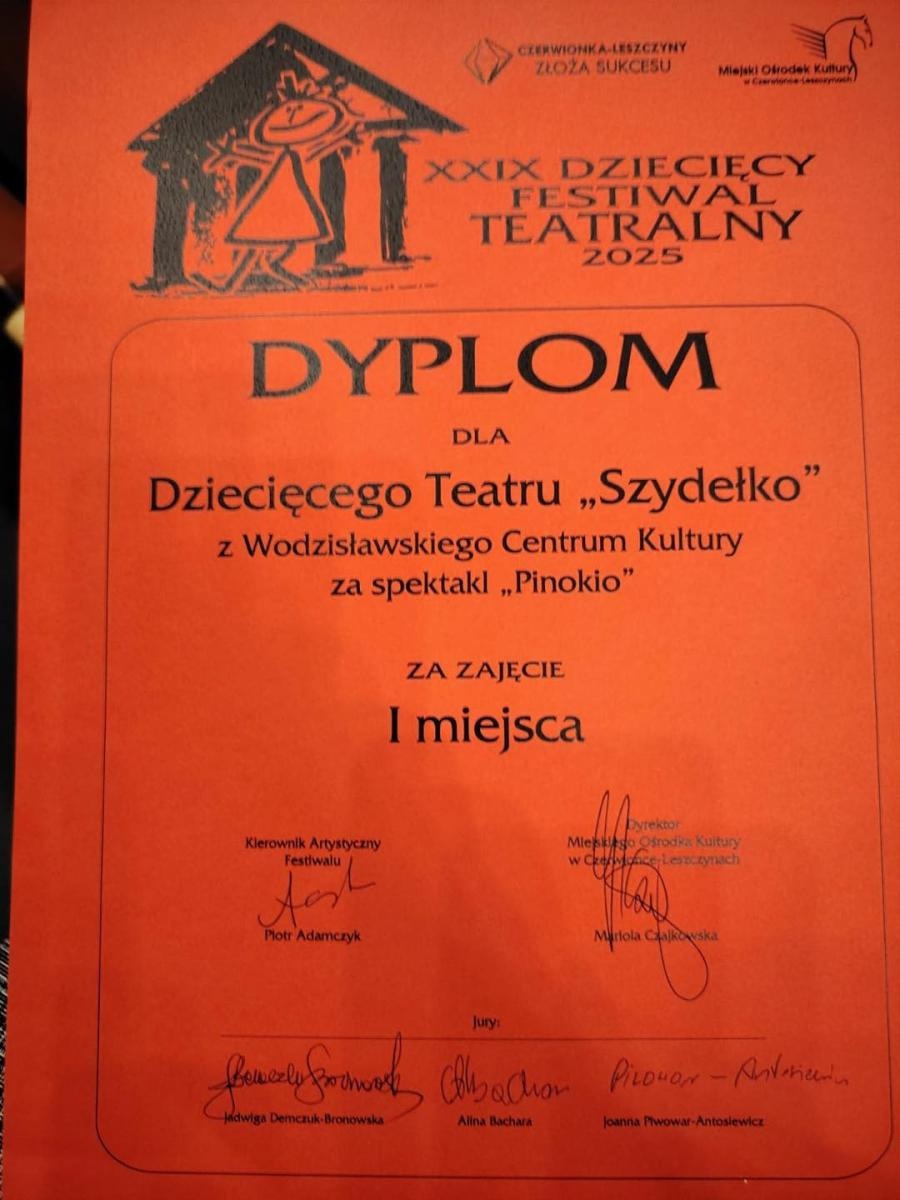 CZERWIONKA-LESZCZYNY
ZŁOŻA SUKCESU
Miejski Ośrodek Kultury
w Czerwionce-Leszczynach
XXIX DZIECIĘCY
FESTIWAL
TEATRALNY
2025
DYPLOM
DLA
Dziecięcego Teatru „Szydełko”
z Wodzisławskiego Centrum Kultury
za spektakl „Pinokio”
ZA ZAJĘCIE
I miejsca
Kierownik Artystyczny
Festiwalu
Piotr Adamczyk
Dyrektor
Miejskiego Ośrodka Kultury
w Czerwionce-Leszczynach
Mariola Czajkowska
Jury:
Jadwiga Demczuk-Bronowska
Alina Bachara
Joanna Piwowar-Antosiewicz